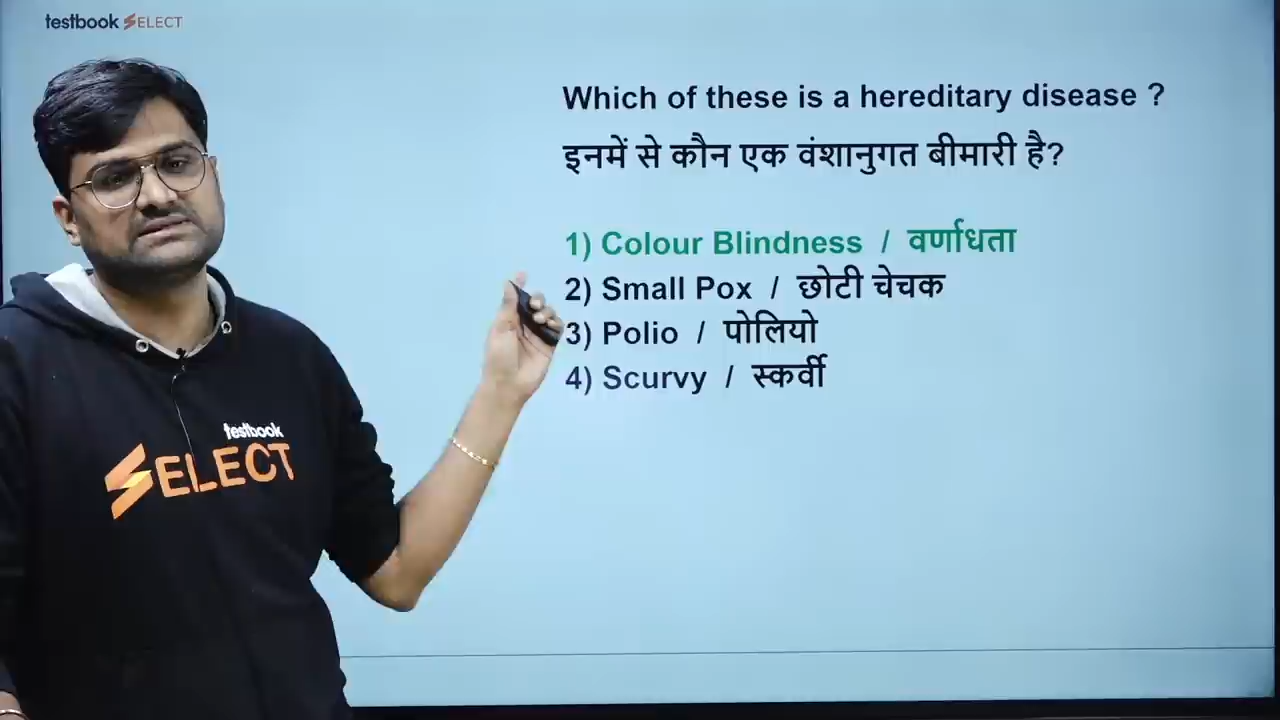 testbook SELECT
Which of these is a hereditary disease ?
इनमें से कौन एक वंशानुगत बीमारी है?
1) Colour Blindness / वर्णाधता
2) Small Pox / छोटी चेचक
3) Polio / पोलियो
4) Scurvy / स्कर्वी
testbook
SELECT